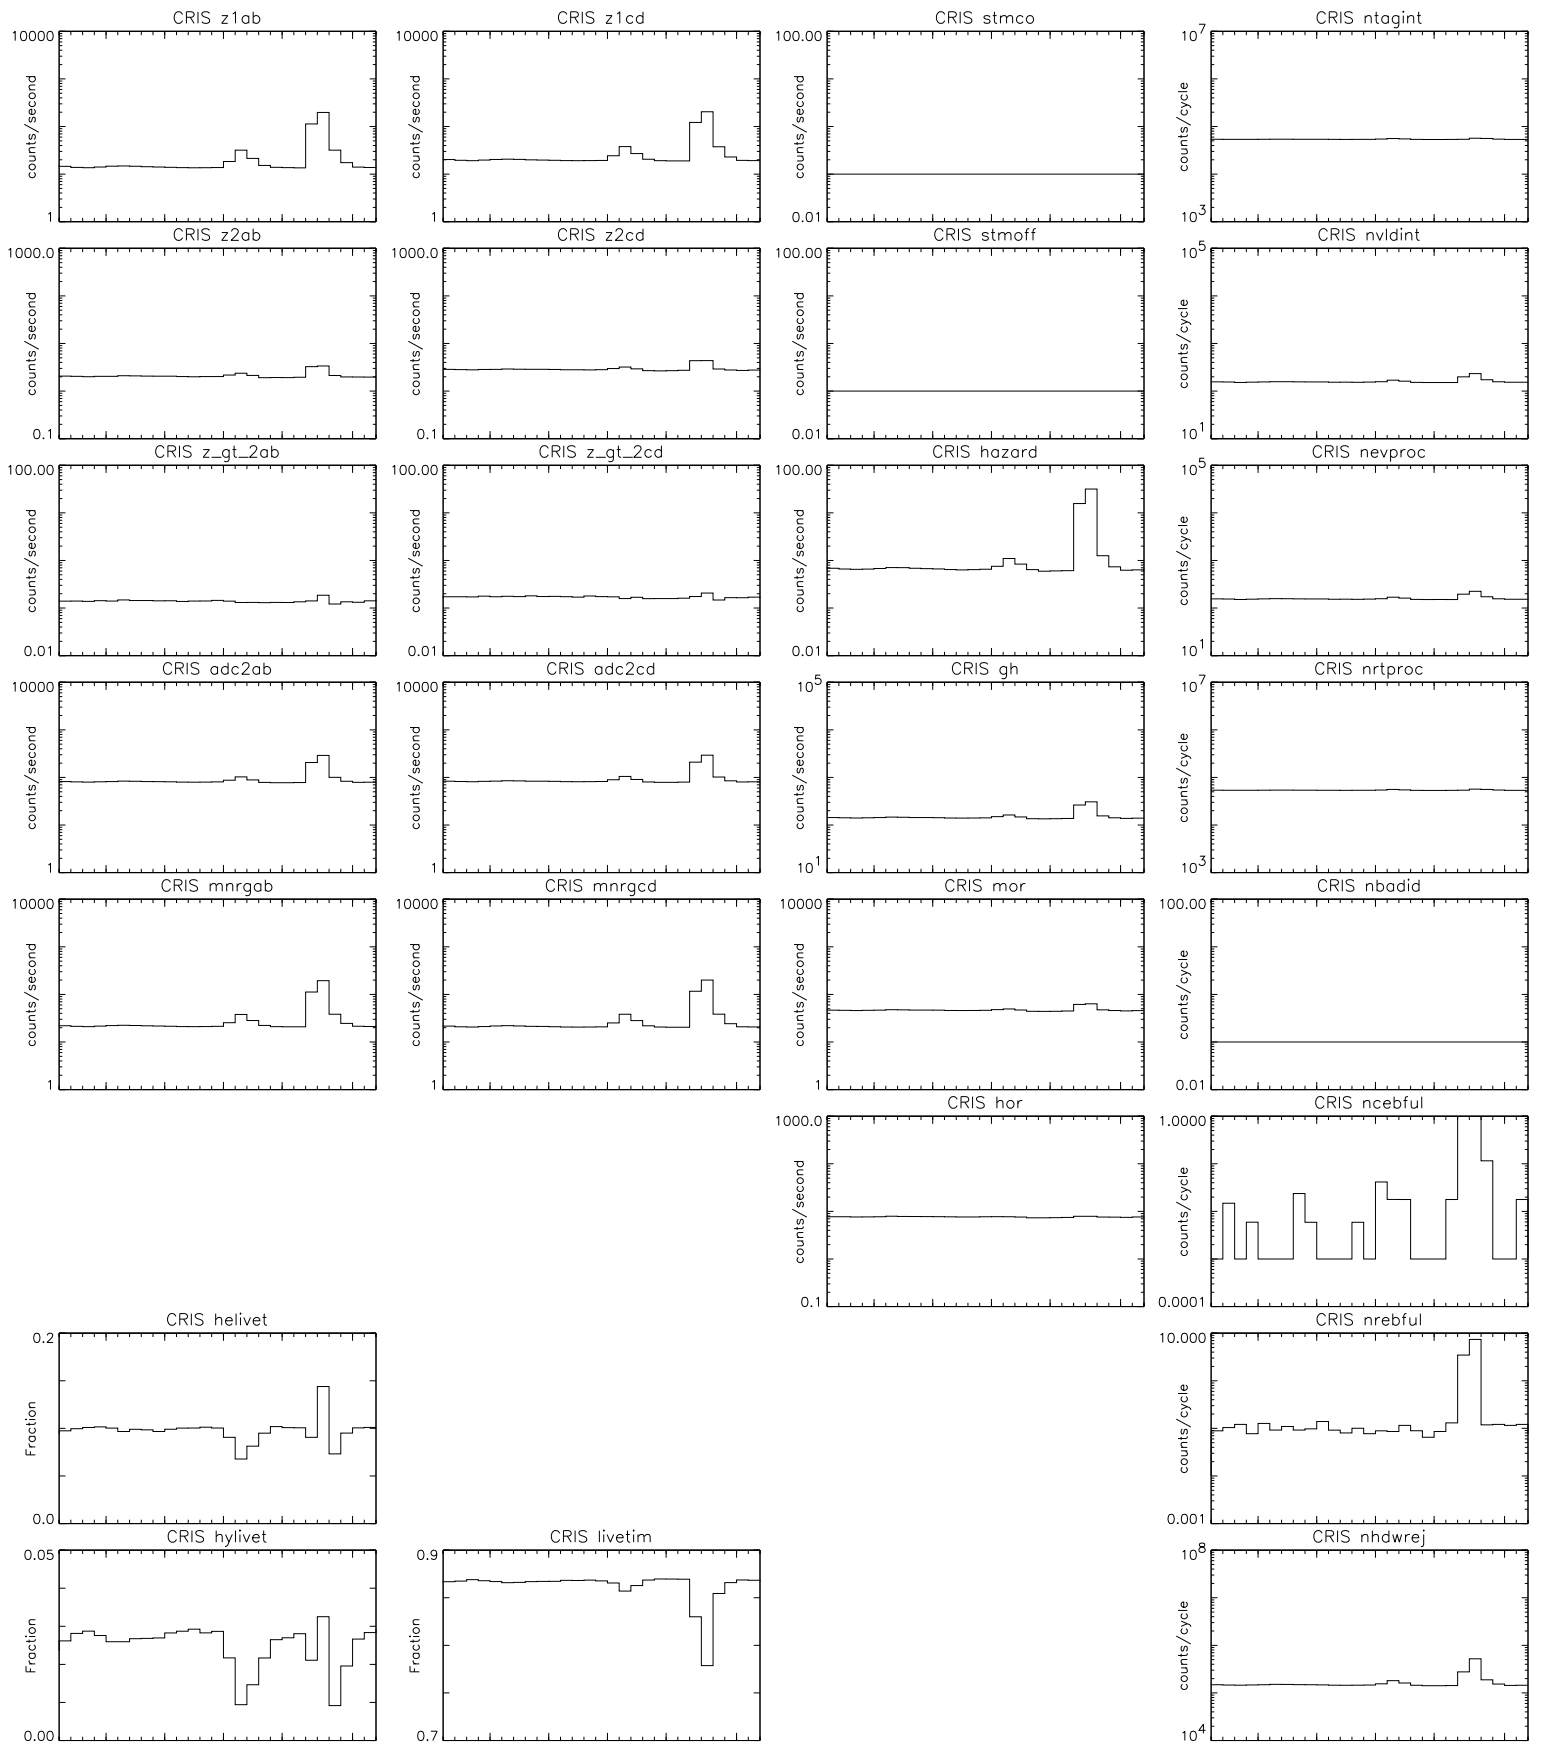 CRIS z1ab
CRIS z1cd
CRIS stmco
CRIS ntagint
10000
counts/second
1
10000
counts/second
1
100.00
counts/second
0.01
10^7
counts/cycle
10^3
CRIS z2ab
CRIS z2cd
CRIS stmoff
CRIS nvldint
1000.0
counts/second
0.1
1000.0
counts/second
0.1
100.00
counts/second
0.01
10^5
counts/cycle
10^1
CRIS z_gt_2ab
CRIS z_gt_2cd
CRIS hazard
CRIS nevproc
100.00
counts/second
0.01
100.00
counts/second
0.01
100.00
counts/second
0.01
10^5
counts/cycle
10^1
CRIS adc2ab
CRIS adc2cd
CRIS gh
CRIS nrtproc
10000
counts/second
1
10000
counts/second
1
10^5
counts/second
10^1
10^7
counts/cycle
10^3
CRIS mnrgab
CRIS mnrgcd
CRIS mor
CRIS nbadid
10000
counts/second
1
10000
counts/second
1
10000
counts/second
1
100.00
counts/cycle
0.01
CRIS hor
CRIS ncebful
1000.0
counts/second
0.1
1.0000
counts/cycle
0.0001
CRIS helivet
CRIS nrebful
0.2
Fraction
0.0
10.000
counts/cycle
0.001
CRIS hylivet
CRIS livetim
CRIS nhdwrej
0.05
Fraction
0.00
0.9
Fraction
0.7
10^8
counts/cycle
10^4